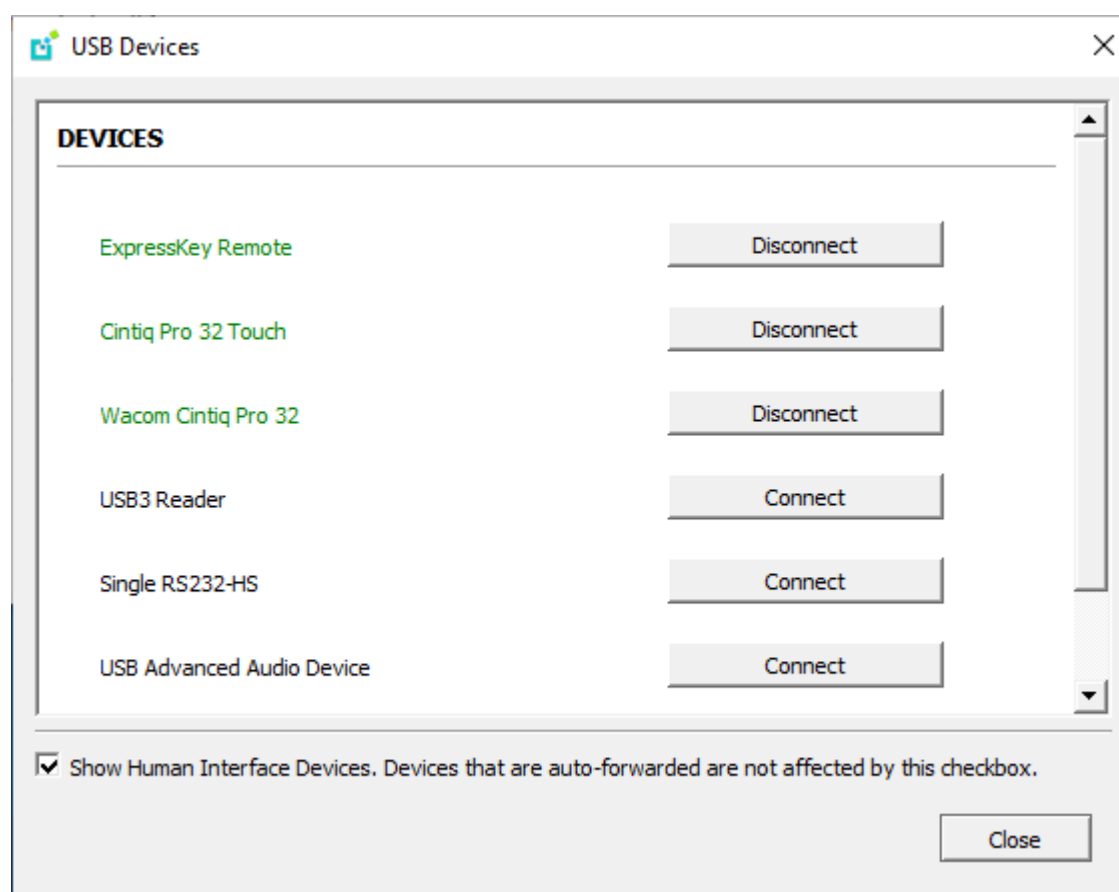 USB Devices
DEVICES
ExpressKey Remote Disconnect
Cintiq Pro 32 Touch Disconnect
Wacom Cintiq Pro 32 Disconnect
USB3 Reader Connect
Single RS232-HS Connect
USB Advanced Audio Device Connect
Show Human Interface Devices. Devices that are auto-forwarded are not affected by this checkbox.
Close